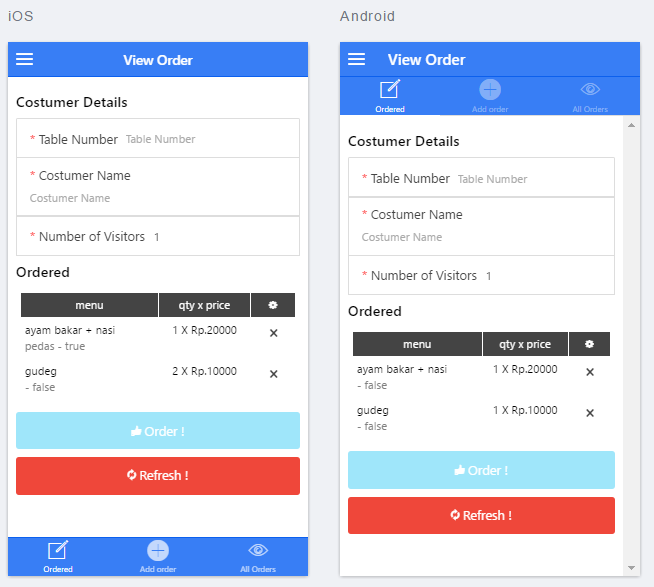 iOS
View Order
Costumer Details
* Table Number Table Number
* Costumer Name
Costumer Name
* Number of Visitors 1
Ordered
menu qty x price
ayam bakar + nasi 1 X Rp.20000
pedas - true
gudeg 2 X Rp.10000
- false
Order !
Refresh !
Ordered Add order All Orders
Android
View Order
Ordered Add order All Orders
Costumer Details
* Table Number Table Number
* Costumer Name
Costumer Name
* Number of Visitors 1
Ordered
menu qty x price
ayam bakar + nasi 1 X Rp.20000
- false
gudeg 1 X Rp.10000
- false
Order !
Refresh !